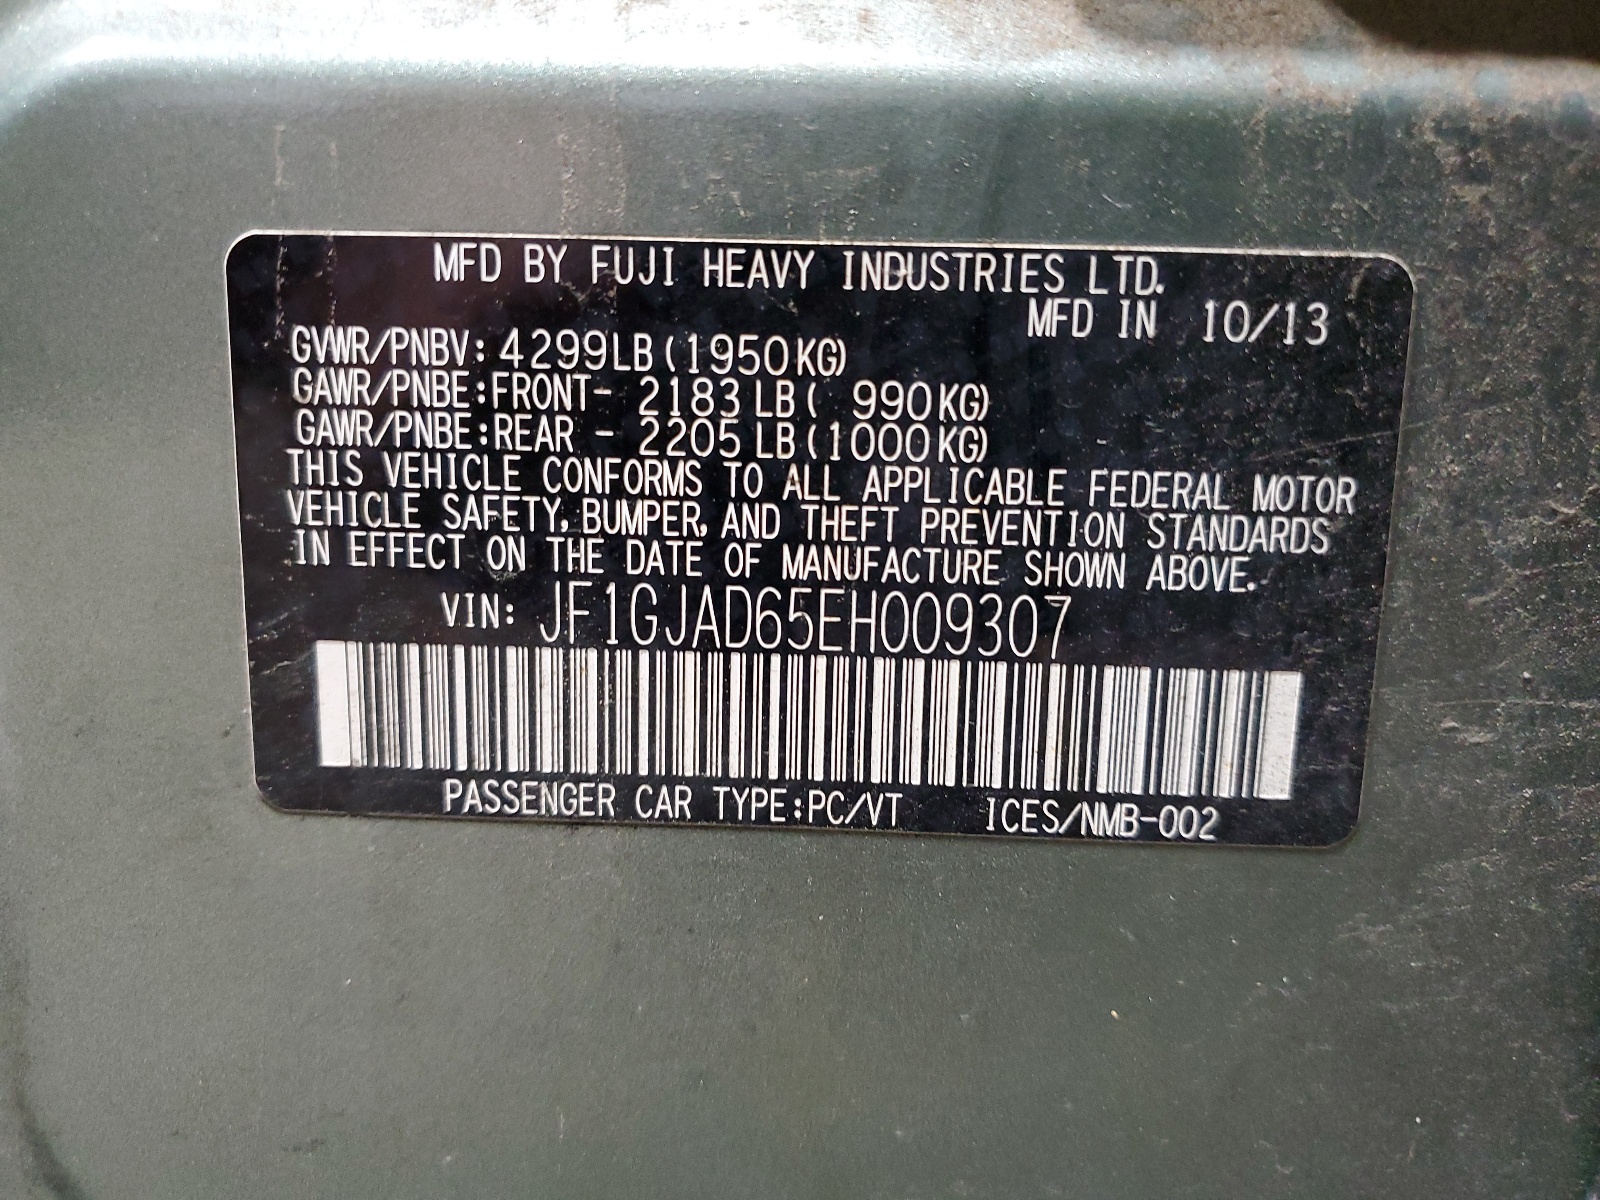 MFD BY FUJI HEAVY INDUSTRIES LTD.
MFD IN 10/13
GVWR/PNBV: 4299LB(1950KG)
GAWR/PNBE:FRONT- 2183LB( 990KG)
GAWR/PNBE:REAR - 2205LB(1000KG)
THIS VEHICLE CONFORMS TO ALL APPLICABLE FEDERAL MOTOR
VEHICLE SAFETY, BUMPER, AND THEFT PREVENTION STANDARDS
IN EFFECT ON THE DATE OF MANUFACTURE SHOWN ABOVE.
VIN: JF1GJAD65EH009307
PASSENGER CAR TYPE:PC/VT ICES/NMB-002